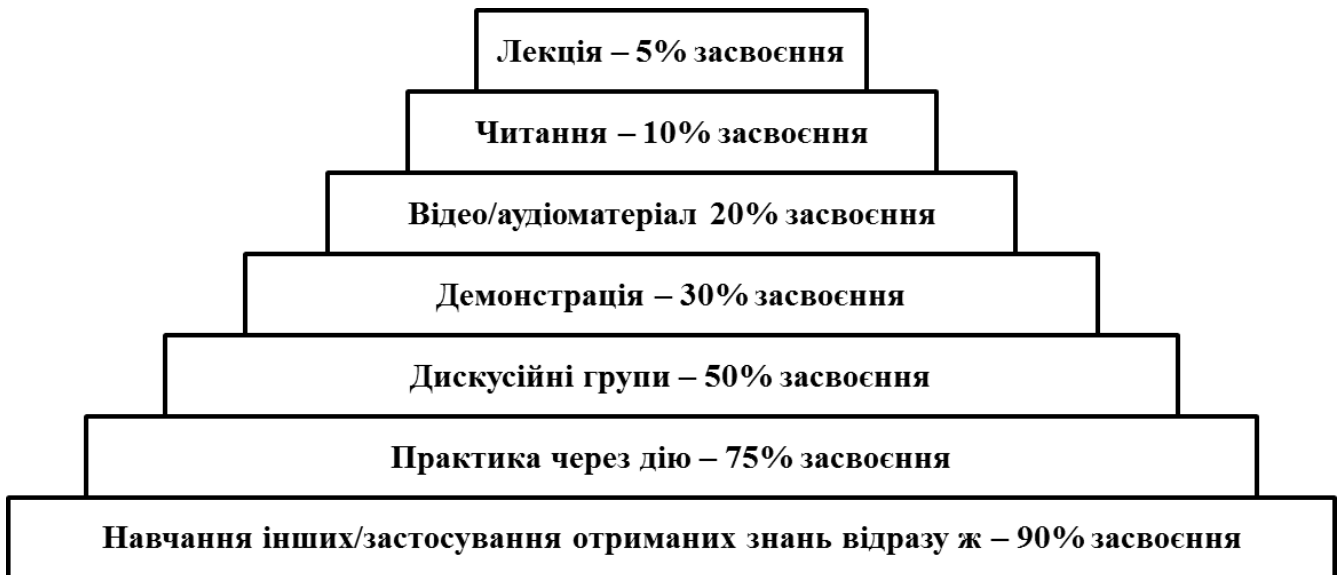 Лекція – 5% засвоєння
Читання – 10% засвоєння
Відео/аудіоматеріал 20% засвоєння
Демонстрація – 30% засвоєння
Дискусійні групи – 50% засвоєння
Практика через дію – 75% засвоєння
Навчання інших/застосування отриманих знань відразу ж – 90% засвоєння